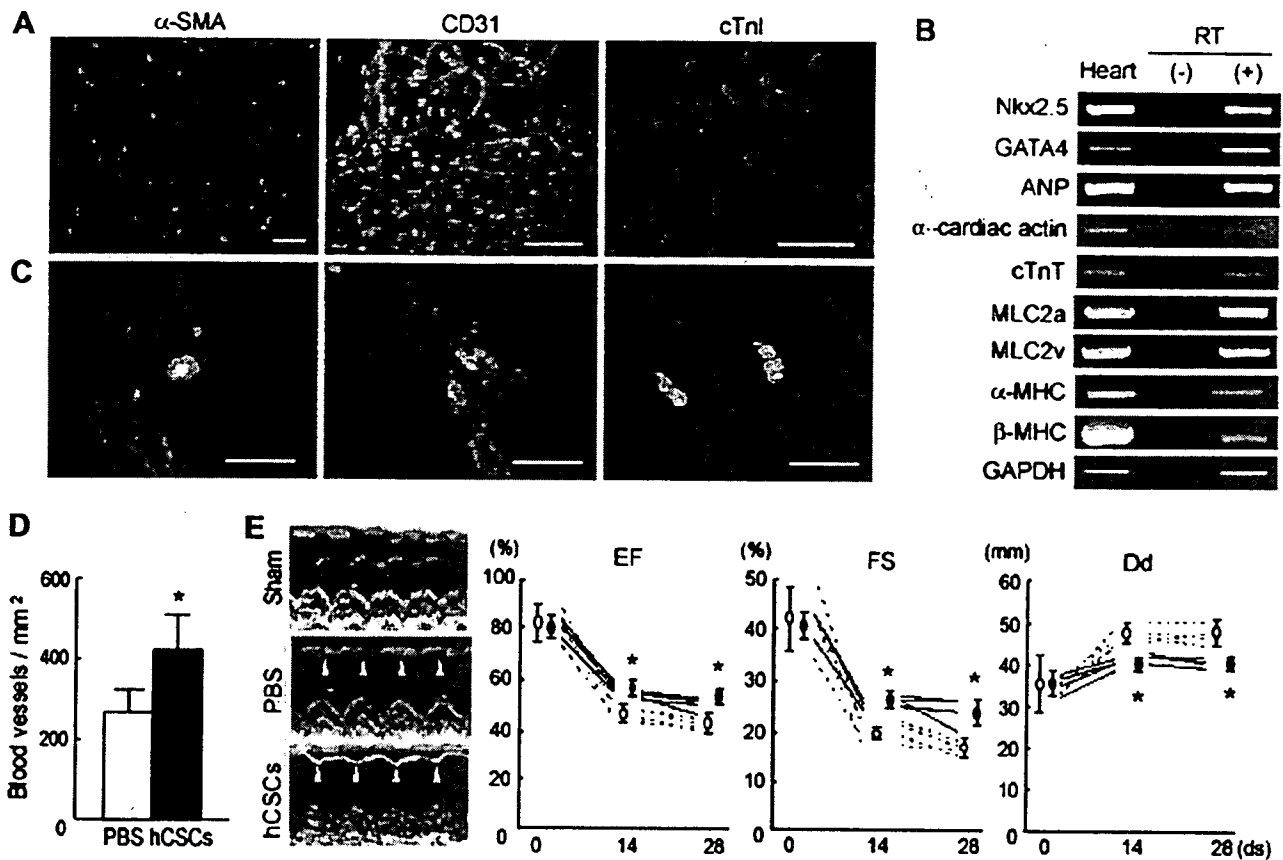 A
α-SMA
CD31
cTnI
C
B
RT
Heart (-) (+)
Nkx2.5
GATA4
ANP
α-cardiac actin
cTnT
MLC2a
MLC2v
α-MHC
β-MHC
GAPDH
D
Blood vessels / mm²
600
*
400
200
0
PBS hCSCs
E
Sham
PBS
hCSCs
(%)
EF
100
80
60
40
20
0
* *
0 14 28
(%)
FS
50
40
30
20
10
0
* *
0 14 28
(mm)
Dd
60
50
40
30
20
10
0
* *
0 14 28 (ds)